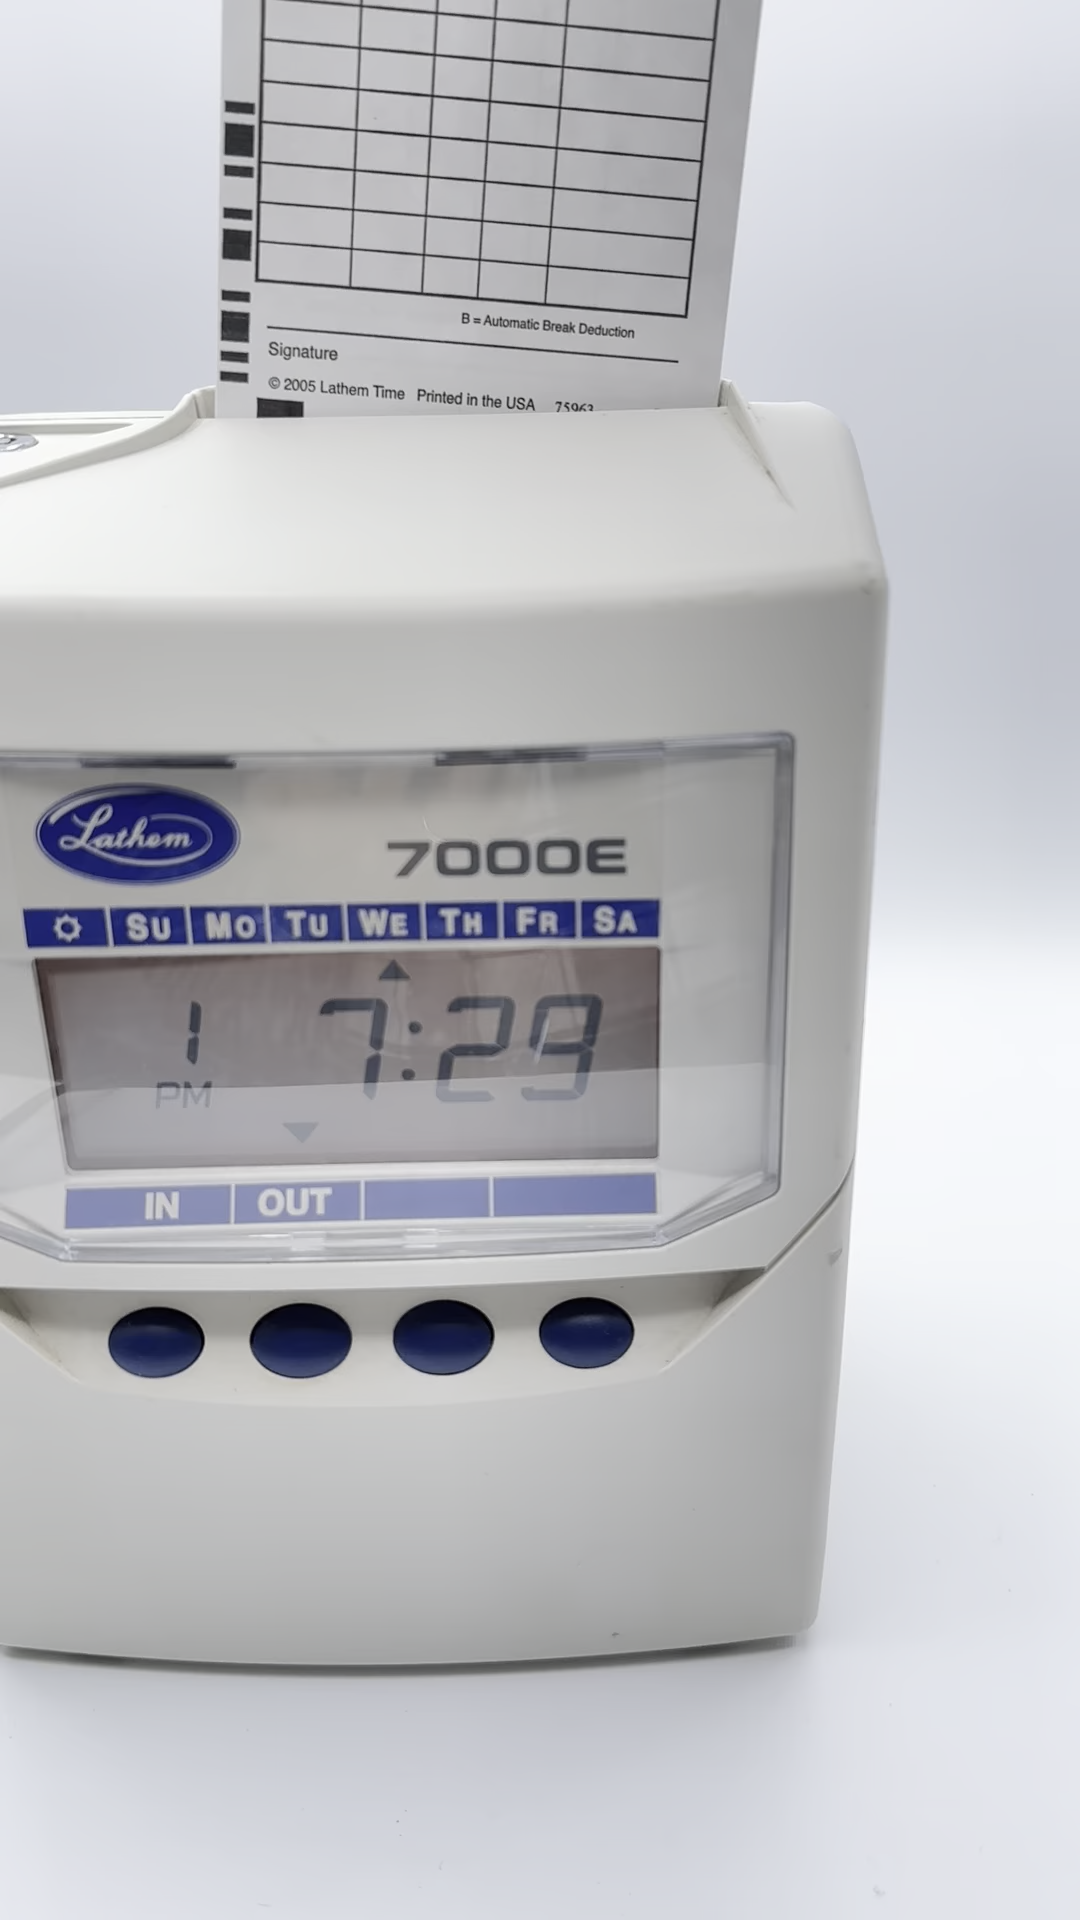 B = Automatic Break Deduction
Signature
© 2005 Lathem Time Printed in the USA 75963
Lathem
7000E
SU MO TU WE TH FR SA
1 7:29
PM
IN OUT